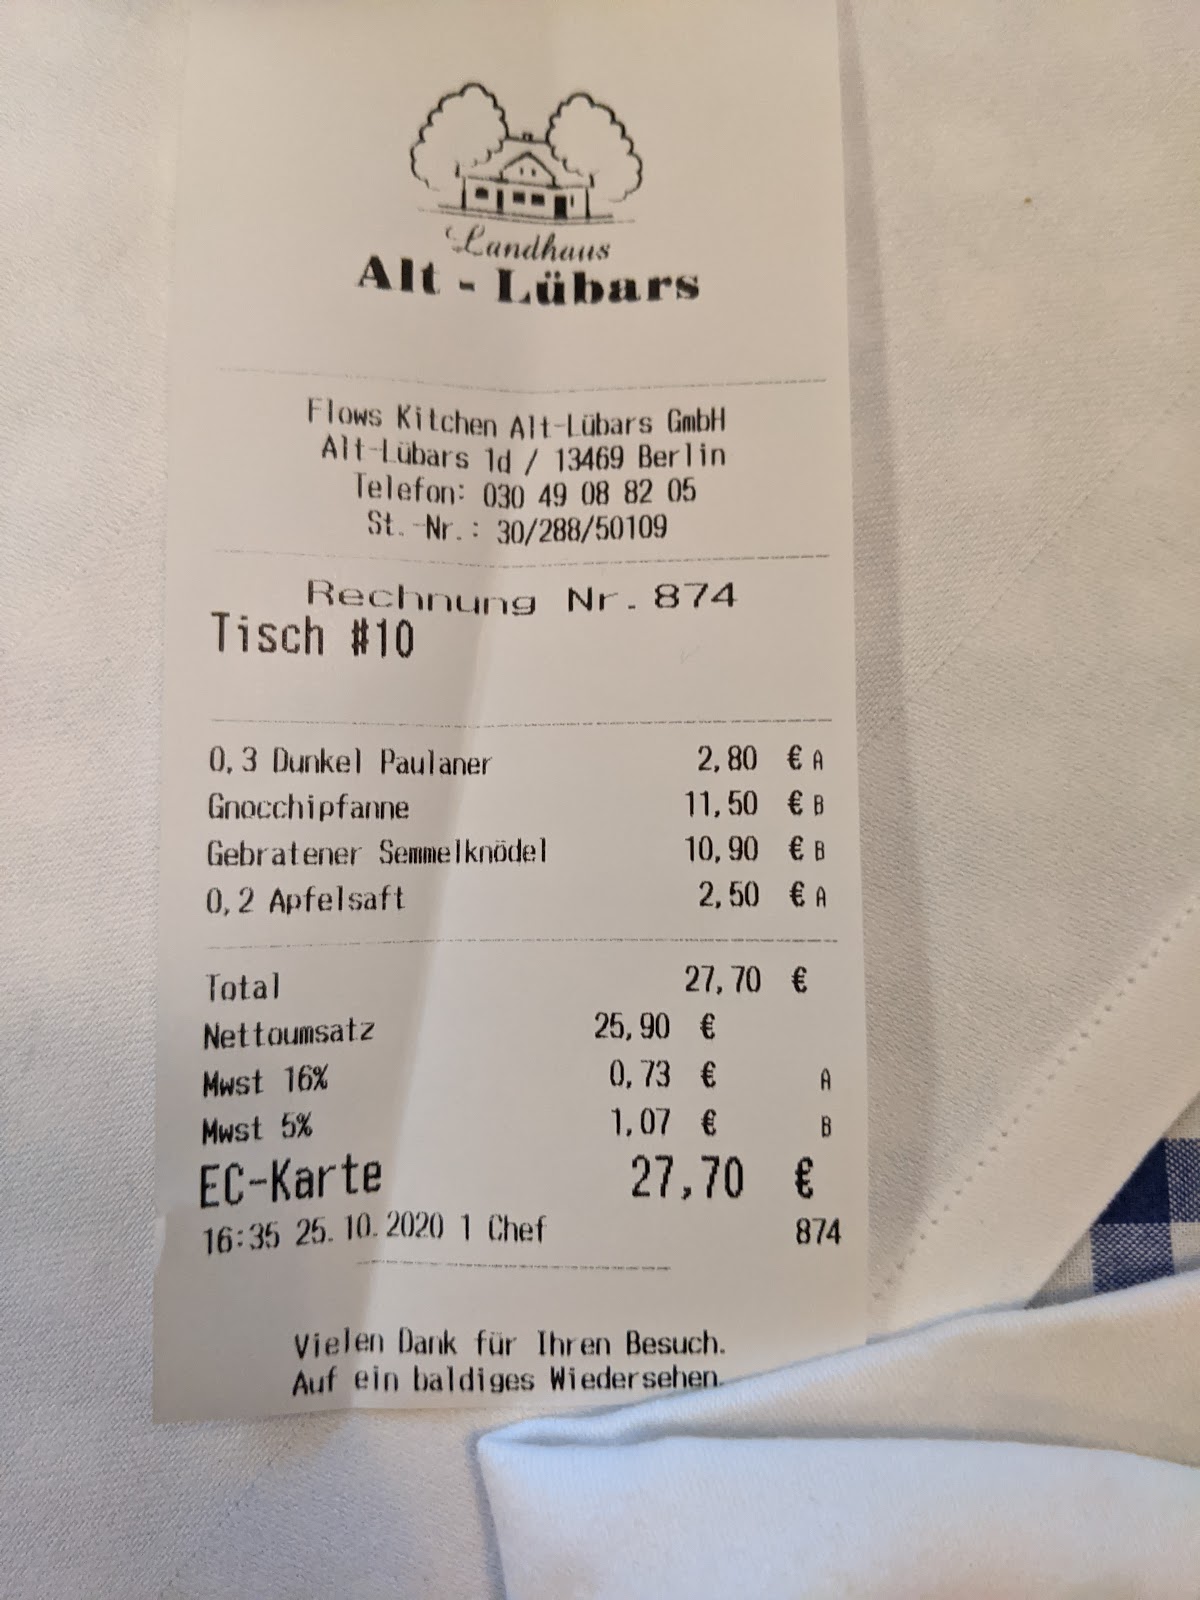 Landhaus
Alt - Lübars
Flows Kitchen Alt-Lübars GmbH
Alt-Lübars 1d / 13469 Berlin
Telefon: 030 49 08 82 05
St.-Nr.: 30/288/50109
Rechnung Nr. 874
Tisch #10
0,3 Dunkel Paulaner 2,80 € A
Gnocchipfanne 11,50 € B
Gebratener Semmelknödel 10,90 € B
0,2 Apfelsaft 2,50 € A
Total 27,70 €
Nettoumsatz 25,90 €
Mwst 16% 0,73 € A
Mwst 5% 1,07 € B
EC-Karte 27,70 €
16:35 25.10.2020 1 Chef 874
Vielen Dank für Ihren Besuch.
Auf ein baldiges Wiedersehen.